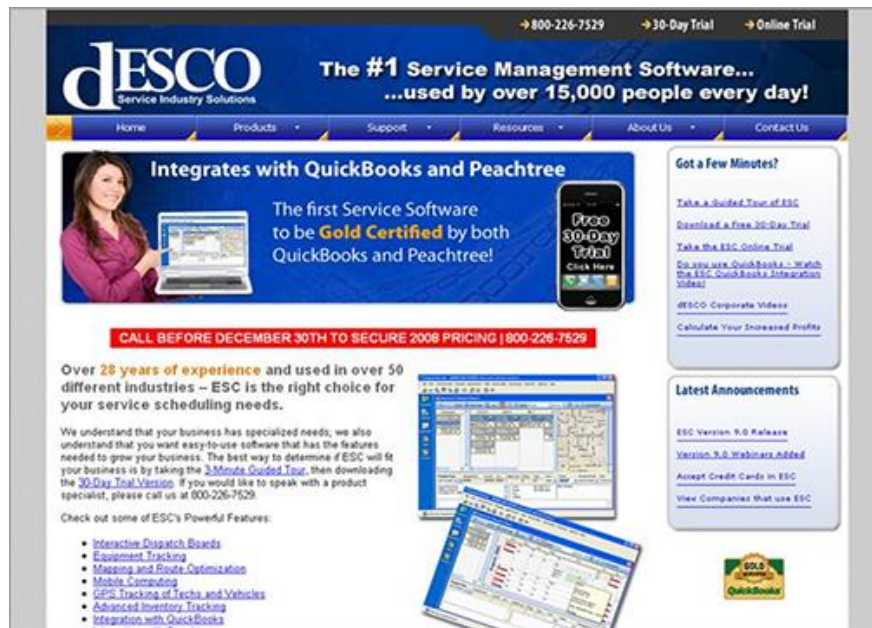 800-226-7529
30-Day Trial
Online Trial
dESCO
Service Industry Solutions
The #1 Service Management Software...
...used by over 15,000 people every day!
Home
Products
Support
Resources
About Us
Contact Us
Integrates with QuickBooks and Peachtree
The first Service Software
to be Gold Certified by both
QuickBooks and Peachtree!
Free
30-Day
Trial
Click Here
Got a Few Minutes?
Take a Guided Tour of ESC
Download a Free 30-Day Trial
Take the ESC Online Trial
Do you use QuickBooks - Watch
the ESC QuickBooks Integration
Video!
dESCO Corporate Videos
Calculate Your Increased Profits
CALL BEFORE DECEMBER 30TH TO SECURE 2008 PRICING | 800-226-7529
Over 28 years of experience and used in over 50
different industries – ESC is the right choice for
your service scheduling needs.
We understand that your business has specialized needs; we also
understand that you want easy-to-use software that has the features
needed to grow your business. The best way to determine if ESC will fit
your business is by taking the 3-Minute Guided Tour, then downloading
the 30-Day Trial Version. If you would like to speak with a product
specialist, please call us at 800-226-7529.
Check out some of ESC's Powerful Features:
Interactive Dispatch Boards
Equipment Tracking
Mapping and Route Optimization
Mobile Computing
GPS Tracking of Techs and Vehicles
Advanced Inventory Tracking
Integration with QuickBooks
Latest Announcements
ESC Version 9.0 Release
Version 9.0 Webinars Added
Accept Credit Cards in ESC
View Companies that use ESC
GOLD
QuickBooks